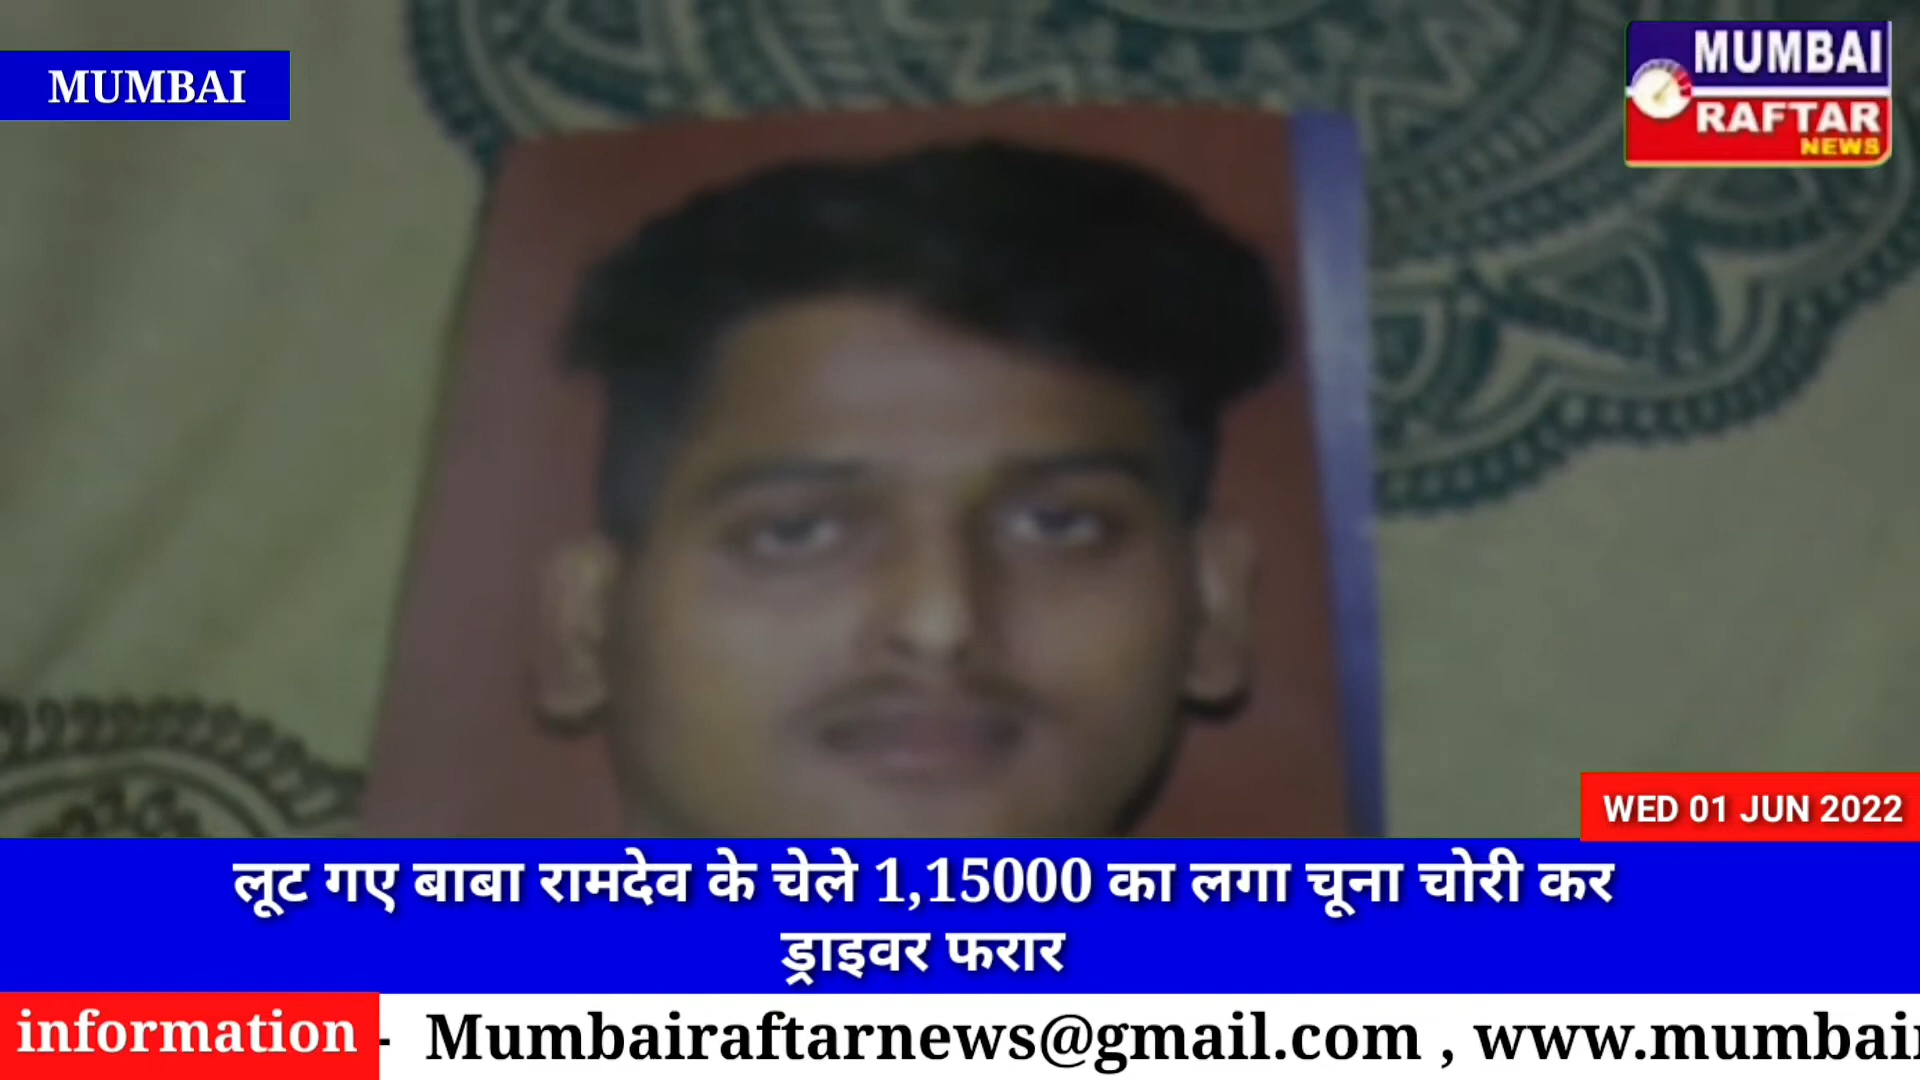 MUMBAI
MUMBAI
RAFTAR
NEWS
WED 01 JUN 2022
लूट गए बाबा रामदेव के चेले 1,15000 का लगा चूना चोरी कर
ड्राइवर फरार
information - Mumbairaftarnews@gmail.com , www.mumbai